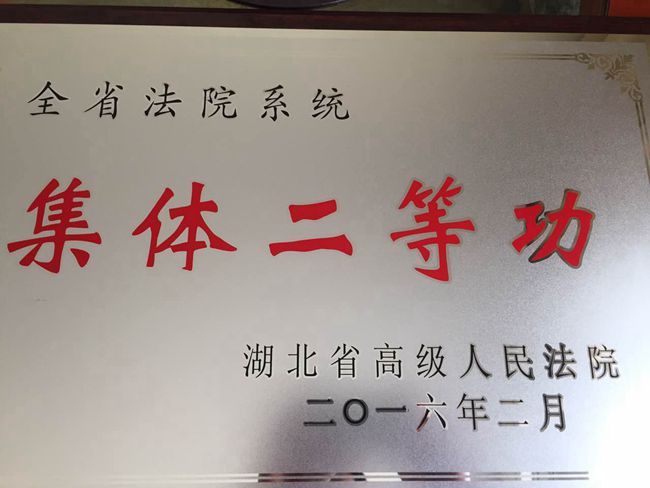 全省法院系统
集体二等功
湖北省高级人民法院
二〇一六年二月